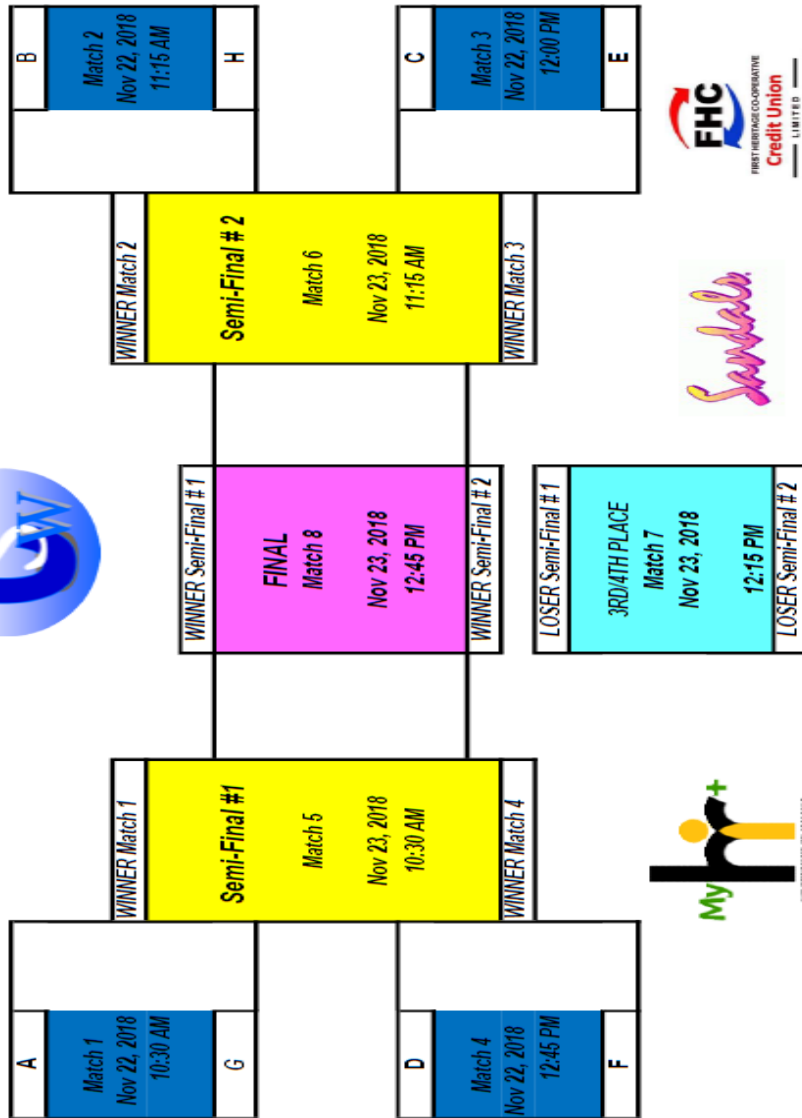 A
Match 1
Nov 22, 2018
10:30 AM
G
D
Match 4
Nov 22, 2018
12:45 PM
F
WINNER Match 1
Semi-Final #1
Match 5
Nov 23, 2018
10:30 AM
WINNER Match 4
WINNER Semi-Final # 1
FINAL
Match 8
Nov 23, 2018
12:45 PM
WINNER Semi-Final # 2
LOSER Semi-Final # 1
3RD/4TH PLACE
Match 7
Nov 23, 2018
12:15 PM
LOSER Semi-Final # 2
WINNER Match 2
Semi-Final # 2
Match 6
Nov 23, 2018
11:15 AM
WINNER Match 3
B
Match 2
Nov 22, 2018
11:15 AM
H
C
Match 3
Nov 22, 2018
12:00 PM
E
CW
My hr+
Sandals
FHC
FIRST HERITAGE CO-OPERATIVE
Credit Union
LIMITED